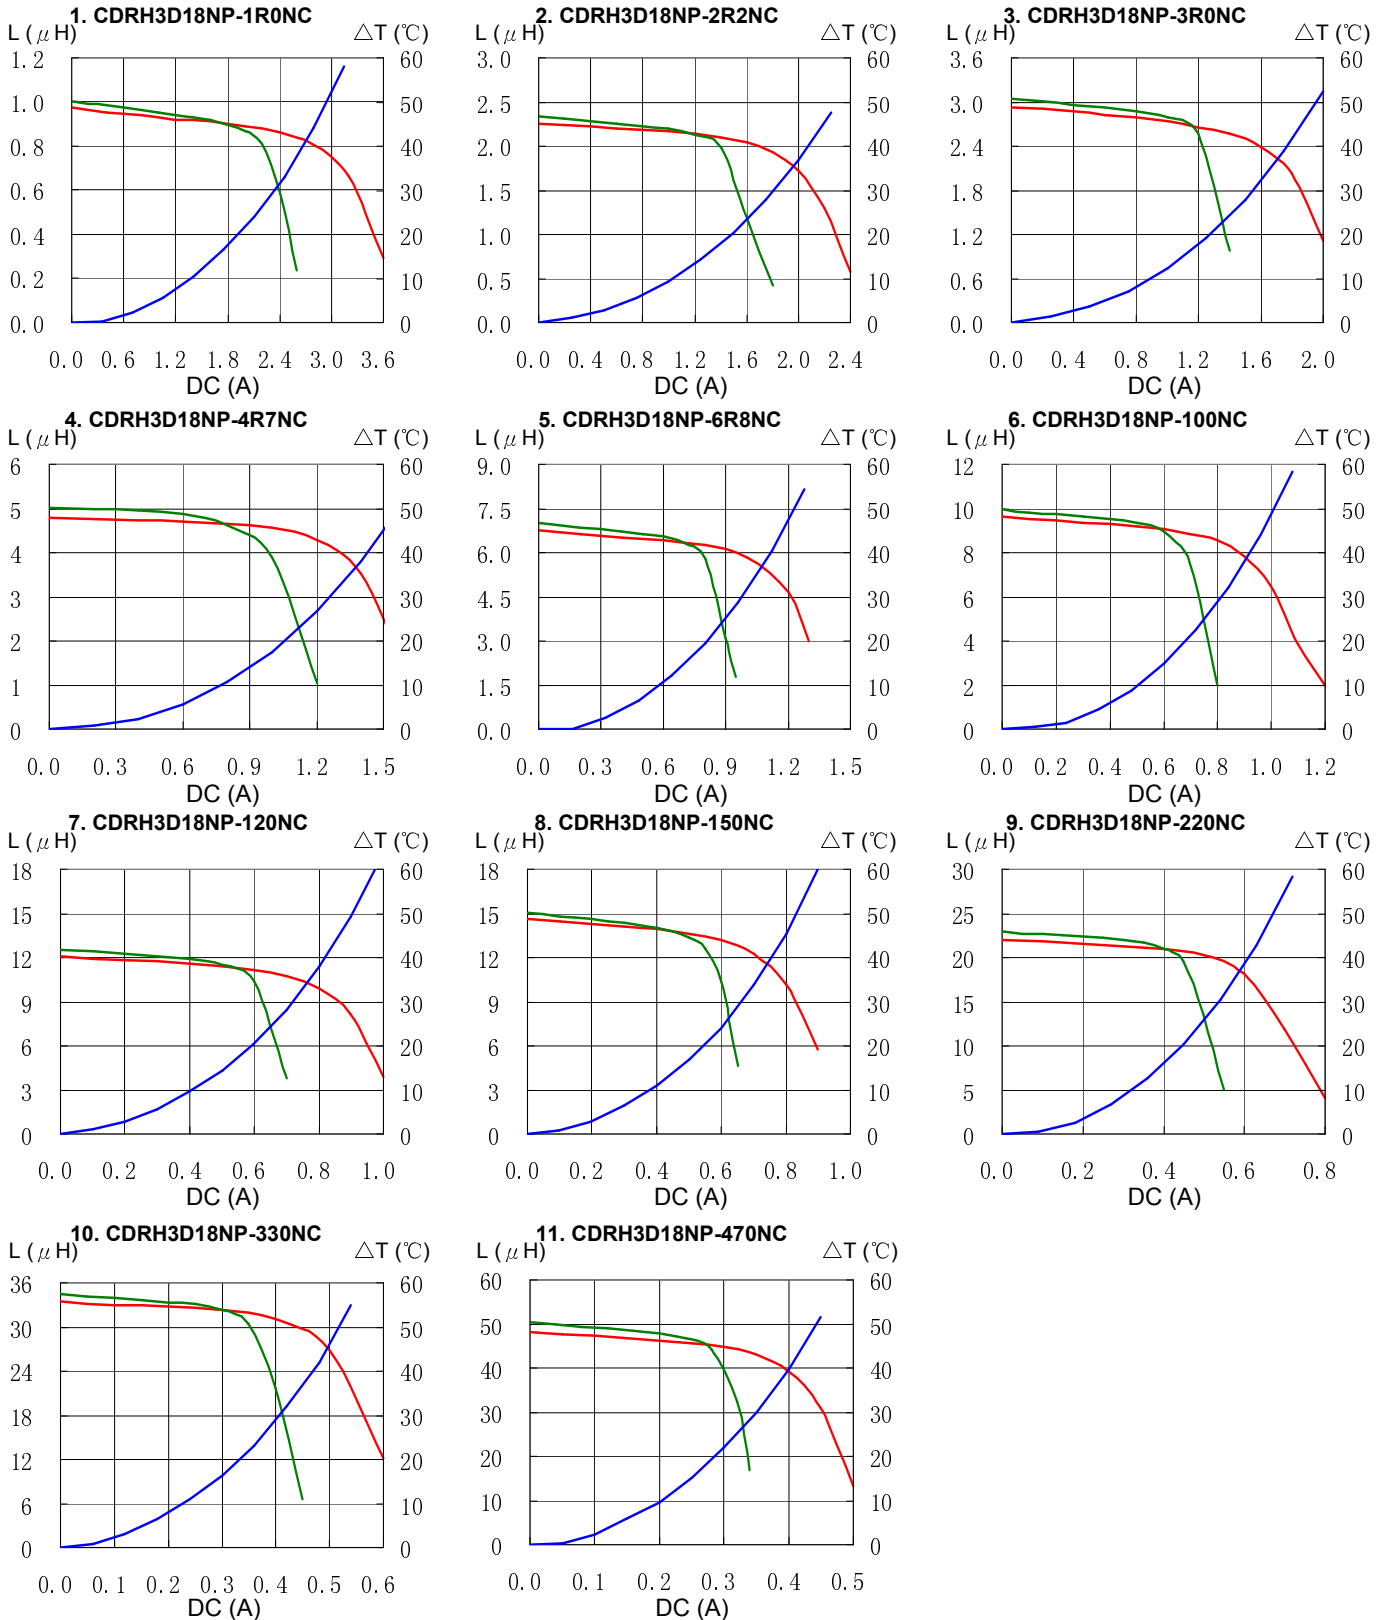 1. CDRH3D18NP-1R0NC
L (μH) △T (℃)
1.2 60
1.0 50
0.8 40
0.6 30
0.4 20
0.2 10
0.0 0
0.0 0.6 1.2 1.8 2.4 3.0 3.6
DC (A)
2. CDRH3D18NP-2R2NC
L (μH) △T (℃)
3.0 60
2.5 50
2.0 40
1.5 30
1.0 20
0.5 10
0.0 0
0.0 0.4 0.8 1.2 1.6 2.0 2.4
DC (A)
3. CDRH3D18NP-3R0NC
L (μH) △T (℃)
3.6 60
3.0 50
2.4 40
1.8 30
1.2 20
0.6 10
0.0 0
0.0 0.4 0.8 1.2 1.6 2.0
DC (A)
4. CDRH3D18NP-4R7NC
L (μH) △T (℃)
6 60
5 50
4 40
3 30
2 20
1 10
0 0
0.0 0.3 0.6 0.9 1.2 1.5
DC (A)
5. CDRH3D18NP-6R8NC
L (μH) △T (℃)
9.0 60
7.5 50
6.0 40
4.5 30
3.0 20
1.5 10
0.0 0
0.0 0.3 0.6 0.9 1.2 1.5
DC (A)
6. CDRH3D18NP-100NC
L (μH) △T (℃)
12 60
10 50
8 40
6 30
4 20
2 10
0 0
0.0 0.2 0.4 0.6 0.8 1.0 1.2
DC (A)
7. CDRH3D18NP-120NC
L (μH) △T (℃)
18 60
15 50
12 40
9 30
6 20
3 10
0 0
0.0 0.2 0.4 0.6 0.8 1.0
DC (A)
8. CDRH3D18NP-150NC
L (μH) △T (℃)
18 60
15 50
12 40
9 30
6 20
3 10
0 0
0.0 0.2 0.4 0.6 0.8 1.0
DC (A)
9. CDRH3D18NP-220NC
L (μH) △T (℃)
30 60
25 50
20 40
15 30
10 20
5 10
0 0
0.0 0.2 0.4 0.6 0.8
DC (A)
10. CDRH3D18NP-330NC
L (μH) △T (℃)
36 60
30 50
24 40
18 30
12 20
6 10
0 0
0.0 0.1 0.2 0.3 0.4 0.5 0.6
DC (A)
11. CDRH3D18NP-470NC
L (μH) △T (℃)
60 60
50 50
40 40
30 30
20 20
10 10
0 0
0.0 0.1 0.2 0.3 0.4 0.5
DC (A)